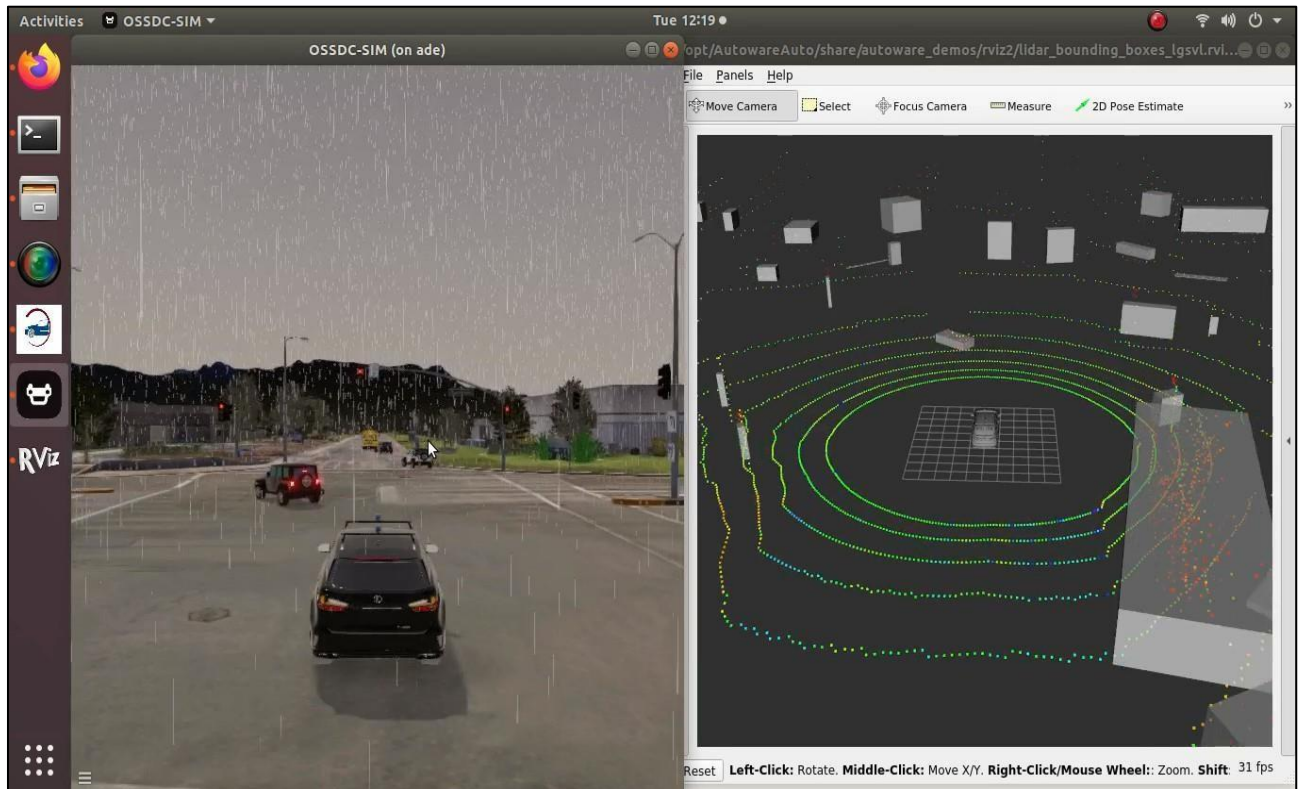 Activities OSSDC-SIM Tue 12:19
OSSDC-SIM (on ade)
/opt/AutowareAuto/share/autoware_demos/rviz2/lidar_bounding_boxes_lgsvl.rvi...
File Panels Help
Move Camera Select Focus Camera Measure 2D Pose Estimate »
RViz
Reset Left-Click: Rotate. Middle-Click: Move X/Y. Right-Click/Mouse Wheel:: Zoom. Shift: 31 fps